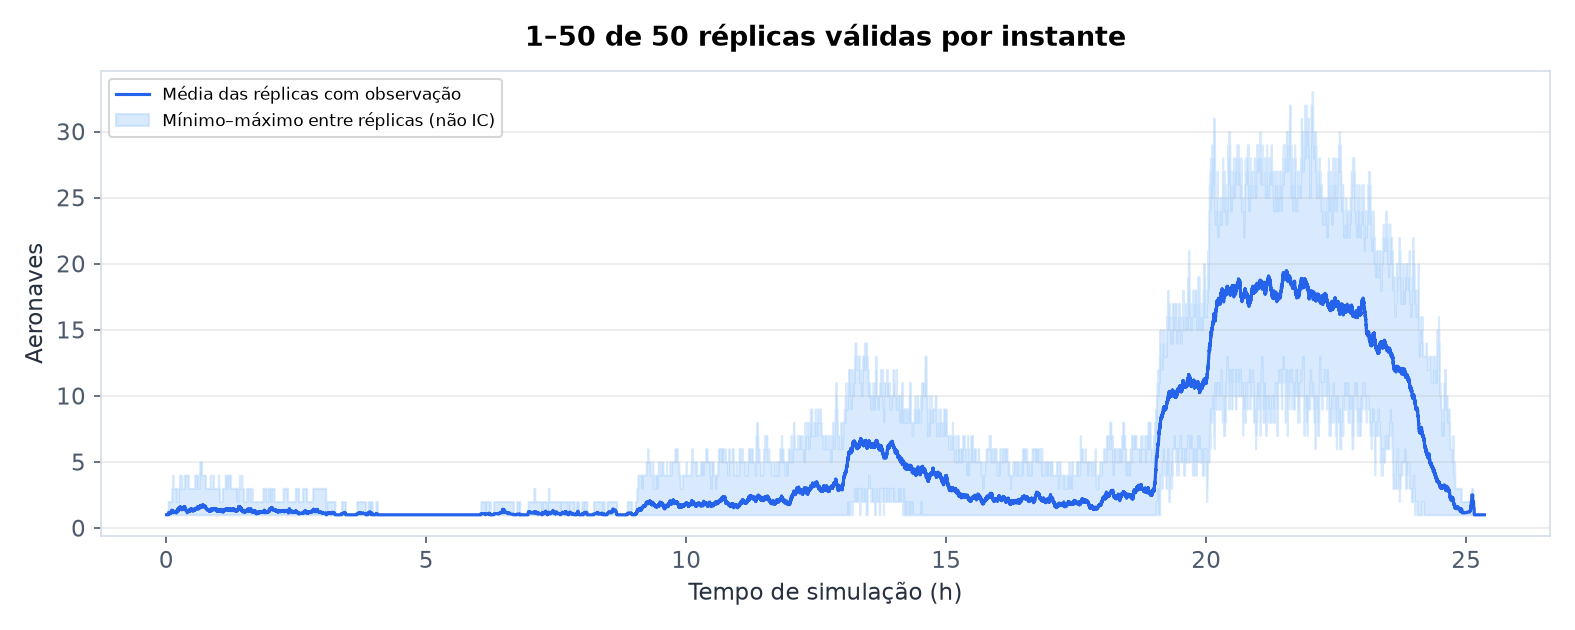 1–50 de 50 réplicas válidas por instante
Média das réplicas com observação
Mínimo–máximo entre réplicas (não IC)
Aeronaves
30
25
20
15
10
5
0
0 5 10 15 20 25
Tempo de simulação (h)